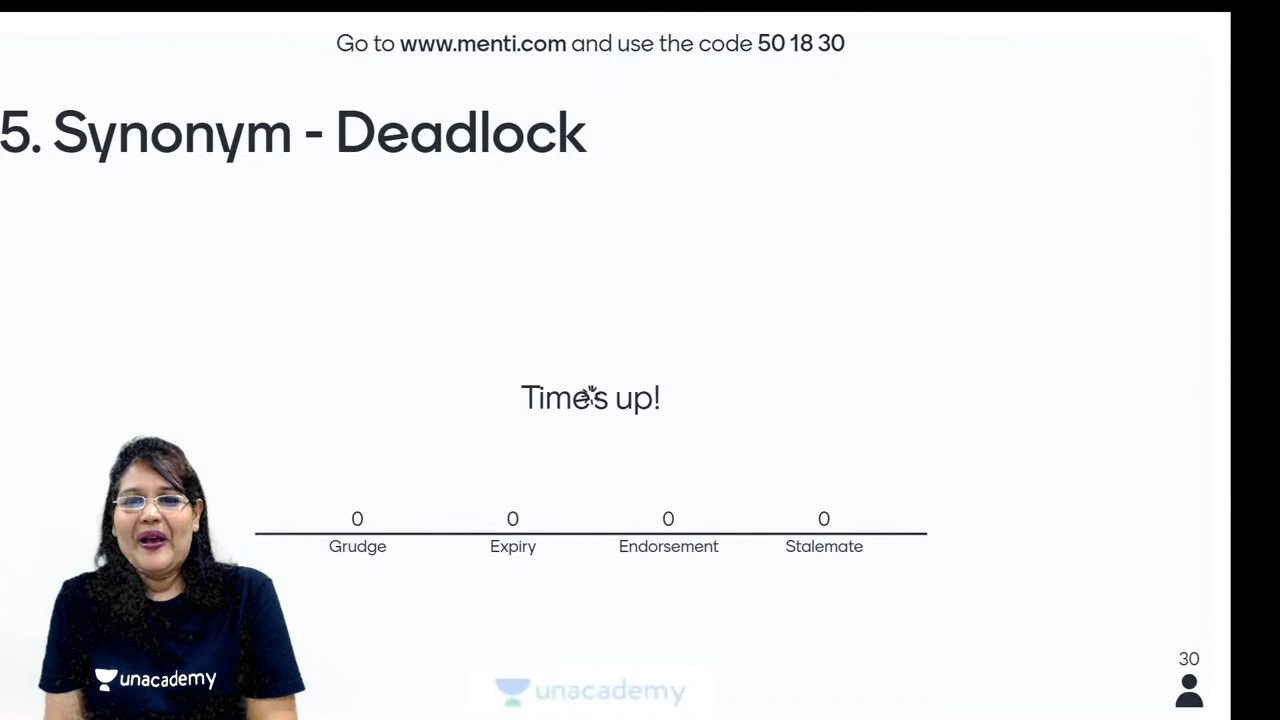 Go to www.menti.com and use the code 50 18 30
5. Synonym - Deadlock
Time's up!
0 0 0 0
Grudge Expiry Endorsement Stalemate
30
unacademy
unacademy